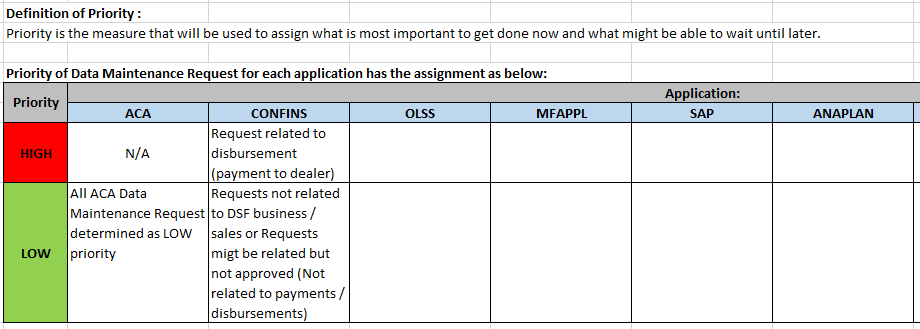 Definition of Priority :
Priority is the measure that will be used to assign what is most important to get done now and what might be able to wait until later.
Priority of Data Maintenance Request for each application has the assignment as below:
Priority
Application:
ACA
CONFINS
OLSS
MFAPPL
SAP
ANAPLAN
HIGH
N/A
Request related to
disbursement
(payment to dealer)
LOW
All ACA Data
Maintenance Request
determined as LOW
priority
Requests not related
to DSF business /
sales or Requests
migt be related but
not approved (Not
related to payments /
disbursements)